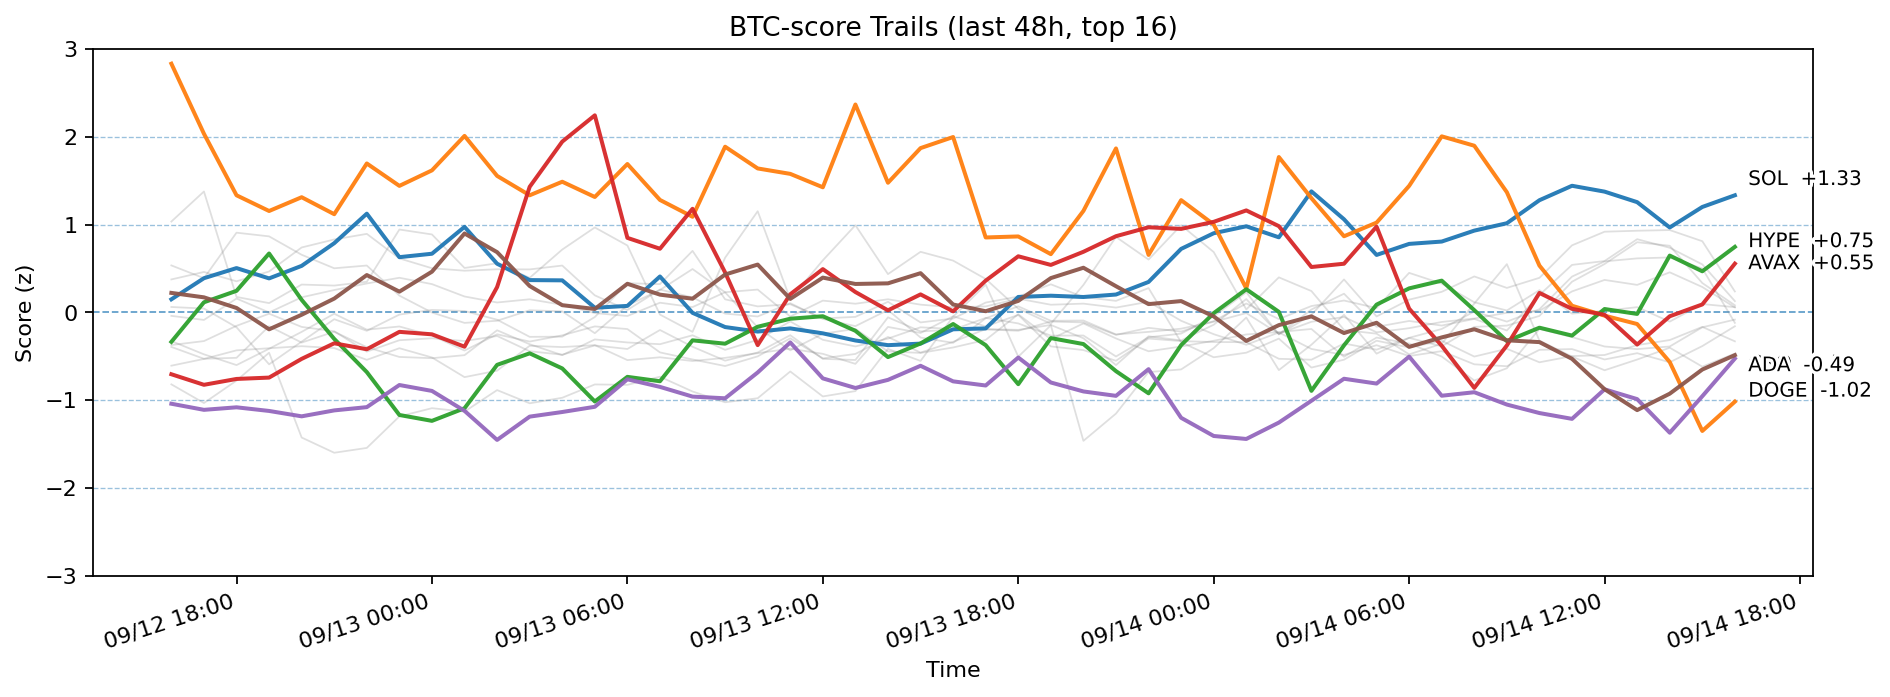 BTC-score Trails (last 48h, top 16)
Score (z)
3
2
1
0
−1
−2
−3
SOL +1.33
HYPE +0.75
AVAX +0.55
ADA -0.49
DOGE -1.02
09/12 18:00
09/13 00:00
09/13 06:00
09/13 12:00
09/13 18:00
09/14 00:00
09/14 06:00
09/14 12:00
09/14 18:00
Time